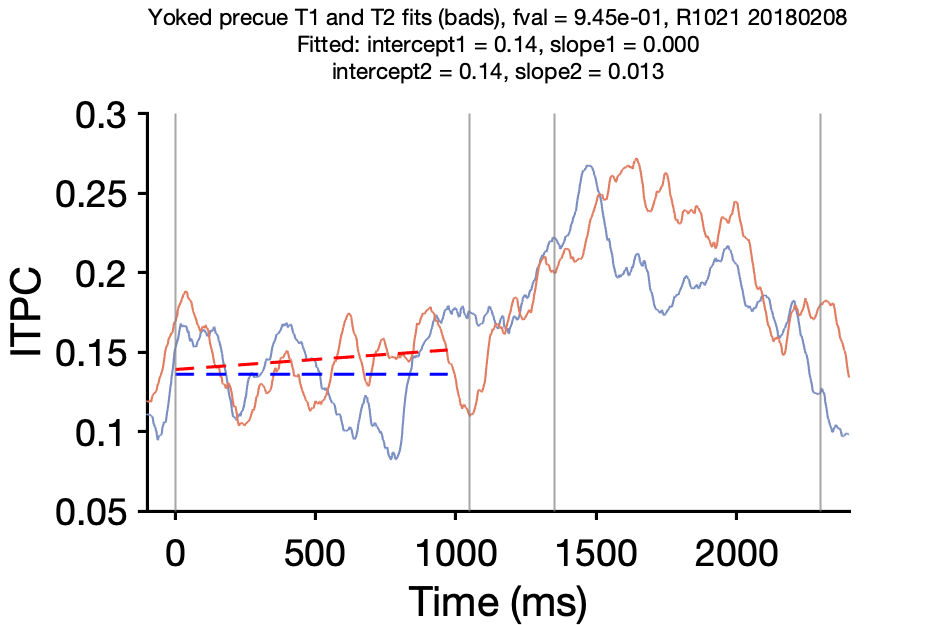 Yoked precue T1 and T2 fits (bads), fval = 9.45e-01, R1021 20180208
Fitted: intercept1 = 0.14, slope1 = 0.000
intercept2 = 0.14, slope2 = 0.013
0.3
0.25
0.2
0.15
0.1
0.05
ITPC
0 500 1000 1500 2000
Time (ms)